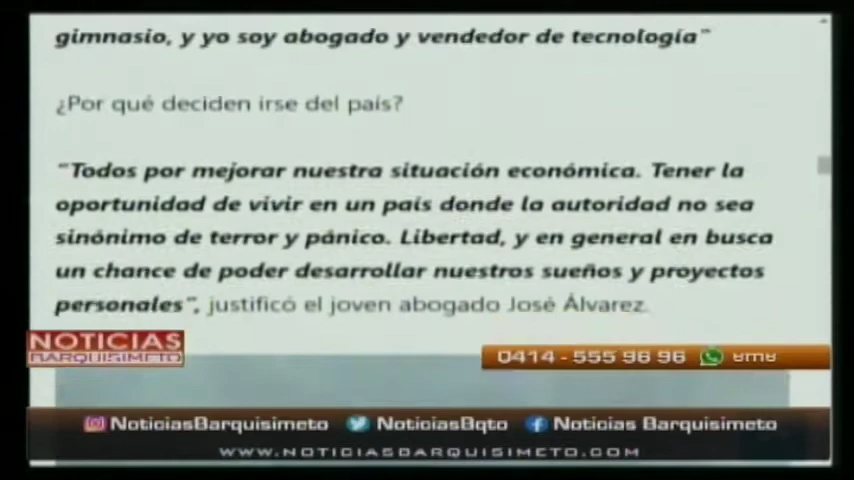 gimnasio, y yo soy abogado y vendedor de tecnología"
¿Por qué deciden irse del país?
"Todos por mejorar nuestra situación económica. Tener la
oportunidad de vivir en un país donde la autoridad no sea
sinónimo de terror y pánico. Libertad, y en general en busca
un chance de poder desarrollar nuestros sueños y proyectos
personales", justificó el joven abogado José Álvarez.
NOTICIAS
BARQUISIMETO
0414 - 555 96 96
NoticiasBarquisimeto NoticiasBqto Noticias Barquisimeto
WWW.NOTICIASBARQUISIMETO.COM